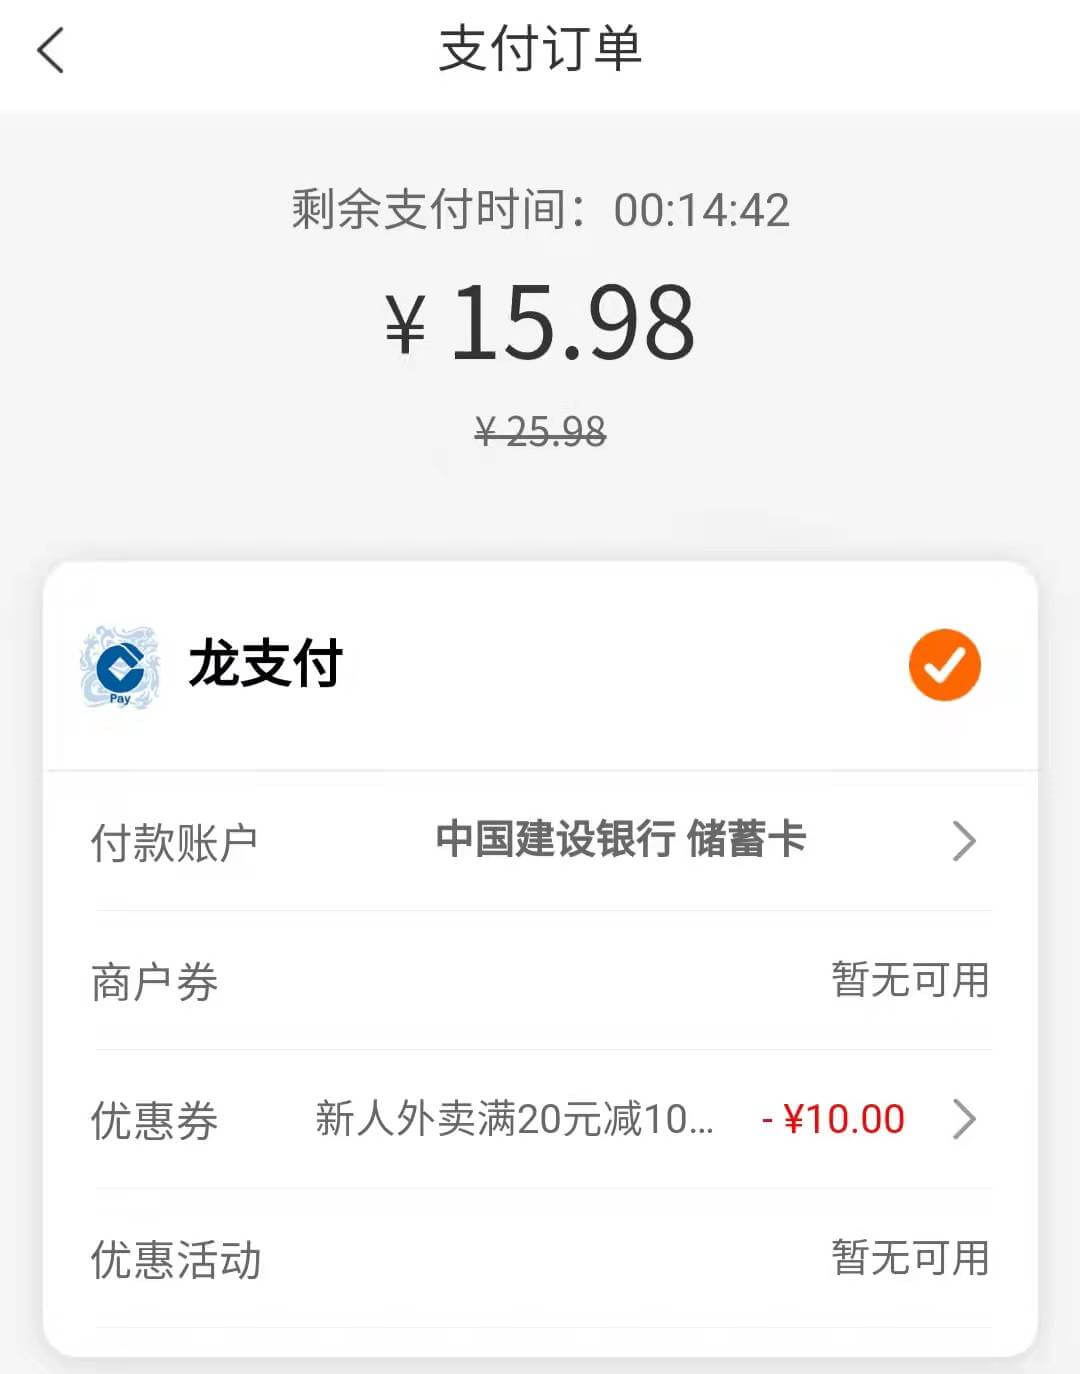 支付订单
剩余支付时间：00:14:42
¥ 15.98
¥ 25.98
Pay
龙支付
付款账户 中国建设银行 储蓄卡
商户券 暂无可用
优惠券 新人外卖满20元减10... - ¥10.00
优惠活动 暂无可用